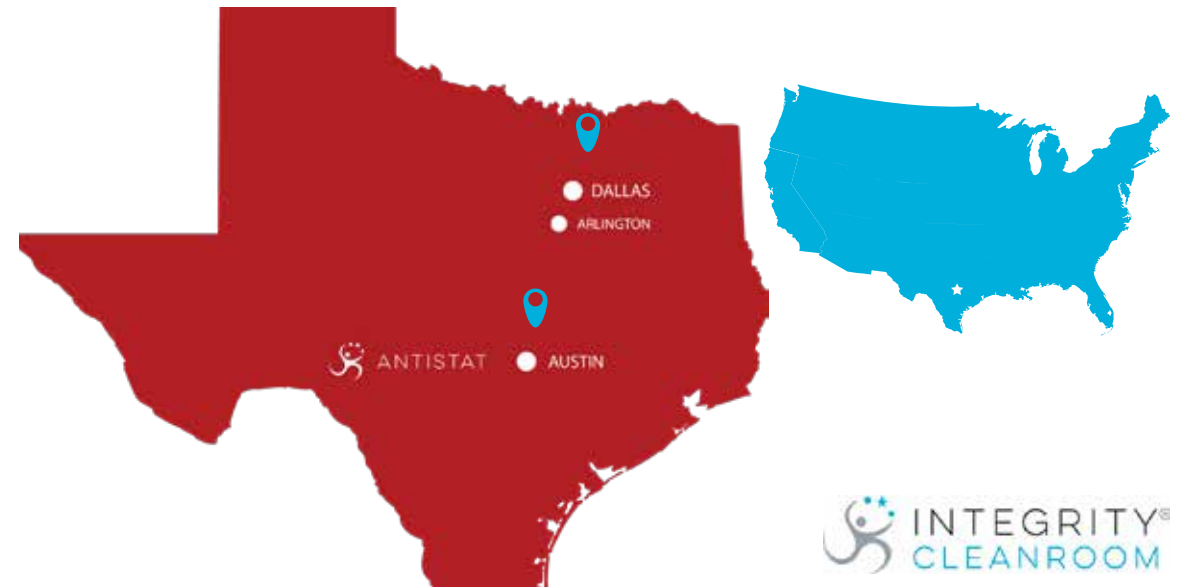 DALLAS
ARLINGTON
ANTISTAT
AUSTIN
INTEGRITY®
CLEANROOM